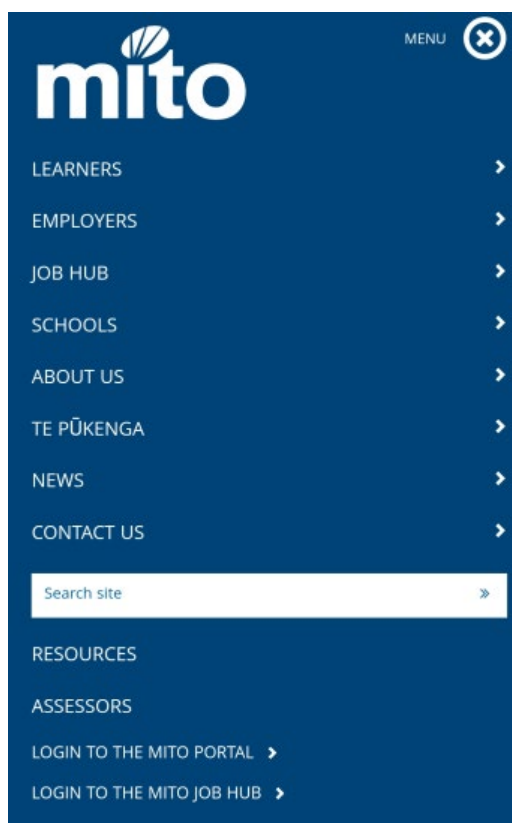 mito
MENU
LEARNERS
EMPLOYERS
JOB HUB
SCHOOLS
ABOUT US
TE PŪKENGA
NEWS
CONTACT US
Search site
RESOURCES
ASSESSORS
LOGIN TO THE MITO PORTAL
LOGIN TO THE MITO JOB HUB